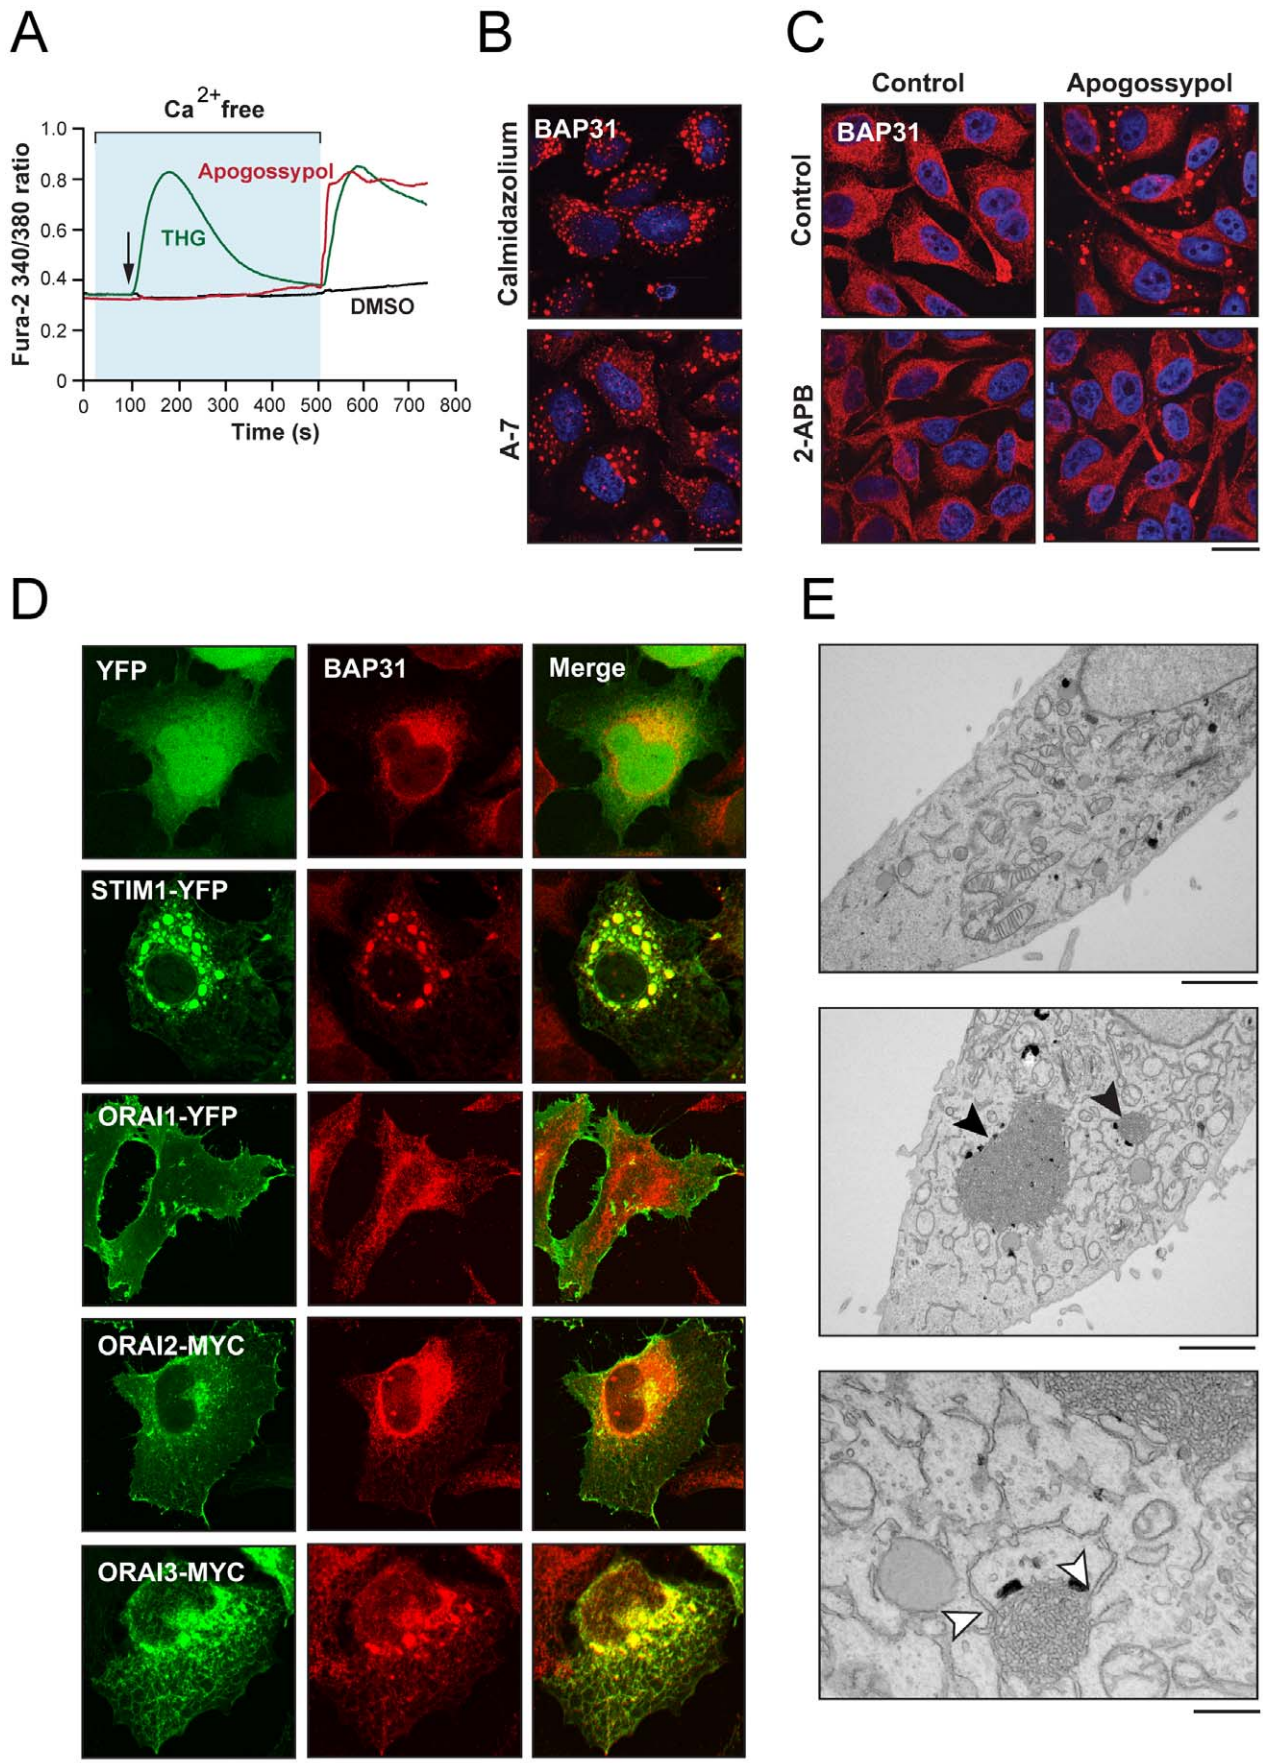 A
Ca2+free
Fura-2 340/380 ratio
1.0
0.8
0.6
0.4
0.2
0
Apogossypol
THG
DMSO
0 100 200 300 400 500 600 700 800
Time (s)
B
Calmidazolium
BAP31
A-7
C
Control Apogossypol
Control
BAP31
2-APB
D
YFP BAP31 Merge
STIM1-YFP
ORAI1-YFP
ORAI2-MYC
ORAI3-MYC
E